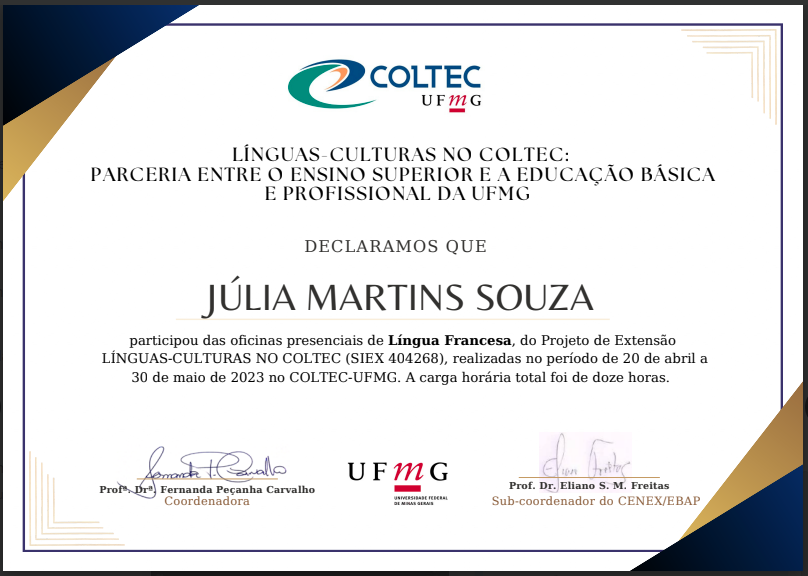 COLTEC
UFmG
LÍNGUAS-CULTURAS NO COLTEC:
PARCERIA ENTRE O ENSINO SUPERIOR E A EDUCAÇÃO BÁSICA
E PROFISSIONAL DA UFMG
DECLARAMOS QUE
JÚLIA MARTINS SOUZA
participou das oficinas presenciais de Língua Francesa, do Projeto de Extensão
LÍNGUAS-CULTURAS NO COLTEC (SIEX 404268), realizadas no período de 20 de abril a
30 de maio de 2023 no COLTEC-UFMG. A carga horária total foi de doze horas.
Fernanda P. Carvalho
Profª. Drª. Fernanda Peçanha Carvalho
Coordenadora
UFmG
UNIVERSIDADE FEDERAL
DE MINAS GERAIS
Elian Freitas
Prof. Dr. Eliano S. M. Freitas
Sub-coordenador do CENEX/EBAP